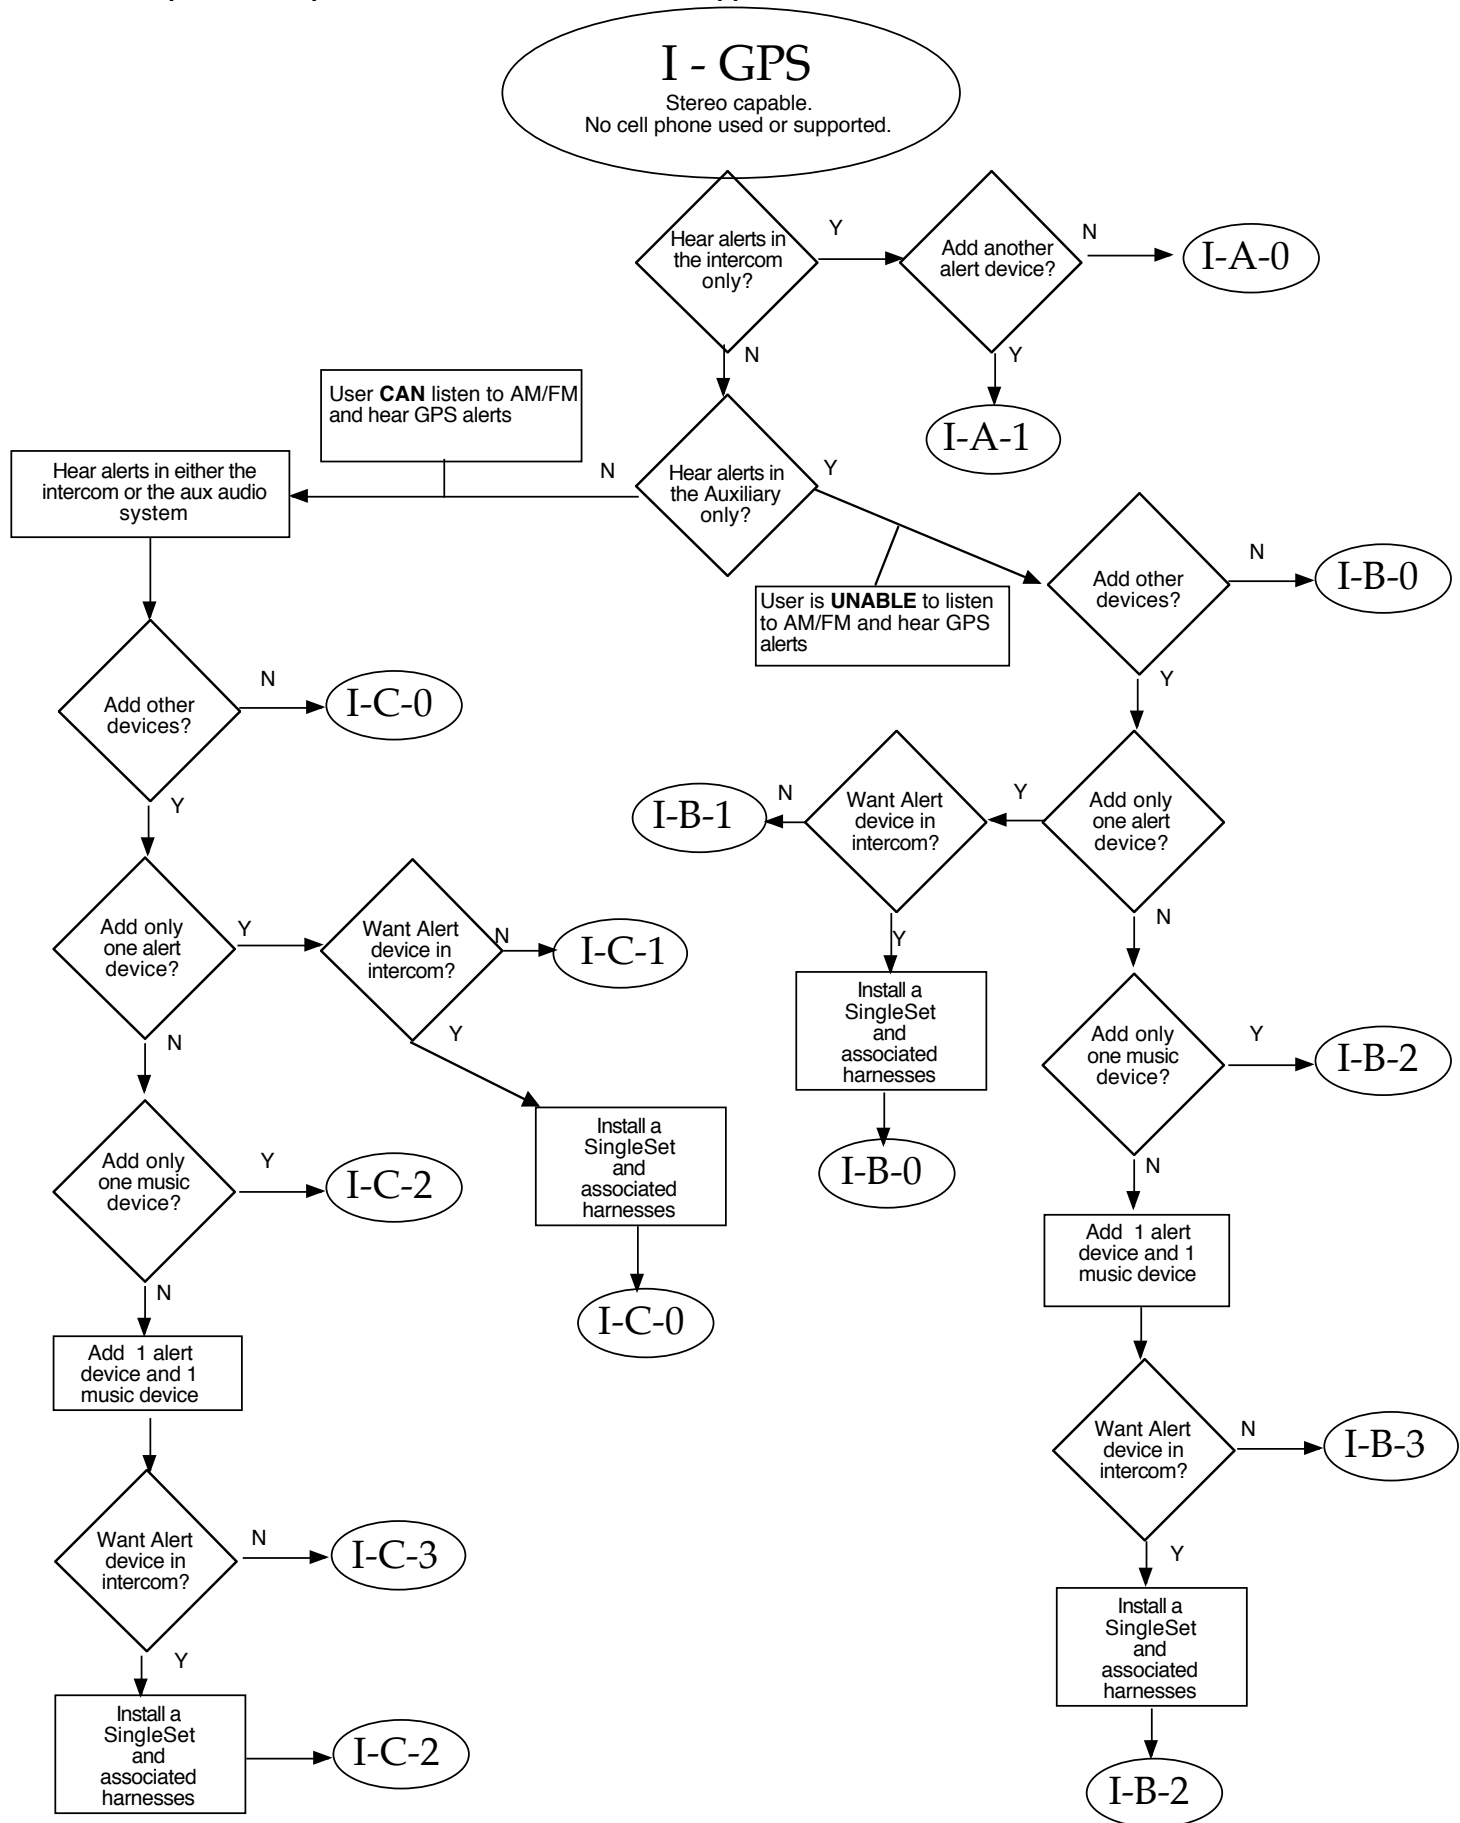 I - GPS
Stereo capable.
No cell phone used or supported.
Hear alerts in
the intercom
only?
Y
Add another
alert device?
N
I-A-0
N
Y
I-A-1
User CAN listen to AM/FM
and hear GPS alerts
Hear alerts in
the Auxiliary
only?
N
Y
Hear alerts in either the
intercom or the aux audio
system
User is UNABLE to listen
to AM/FM and hear GPS
alerts
Add other
devices?
N
I-B-0
Y
Add other
devices?
N
I-C-0
Y
Add only
one alert
device?
Y
Want Alert
device in
intercom?
N
I-B-1
Y
Install a
SingleSet
and
associated
harnesses
I-B-0
N
Add only
one alert
device?
Y
Want Alert
device in
intercom?
N
I-C-1
Y
Install a
SingleSet
and
associated
harnesses
I-C-0
N
Add only
one music
device?
Y
I-B-2
N
Add 1 alert
device and 1
music device
Want Alert
device in
intercom?
N
I-B-3
Y
Install a
SingleSet
and
associated
harnesses
I-B-2
Add only
one music
device?
Y
I-C-2
N
Add 1 alert
device and 1
music device
Want Alert
device in
intercom?
N
I-C-3
Y
Install a
SingleSet
and
associated
harnesses
I-C-2